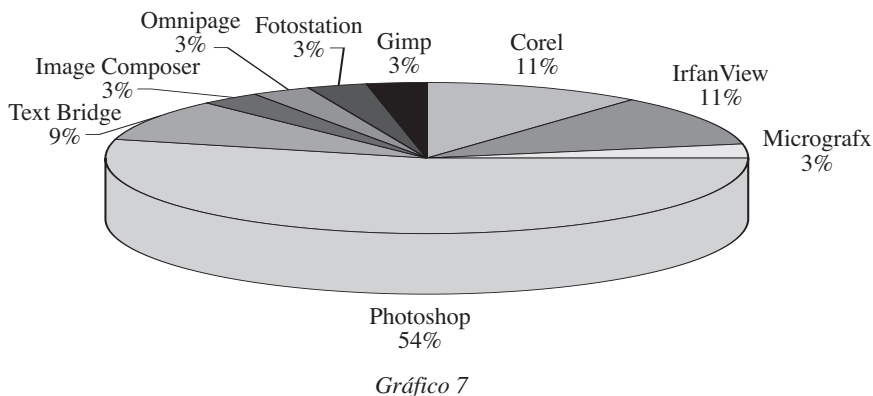 Omnipage
3%
Fotostation
3%
Gimp
3%
Corel
11%
Image Composer
3%
IrfanView
11%
Text Bridge
9%
Micrografx
3%
Photoshop
54%
Gráfico 7